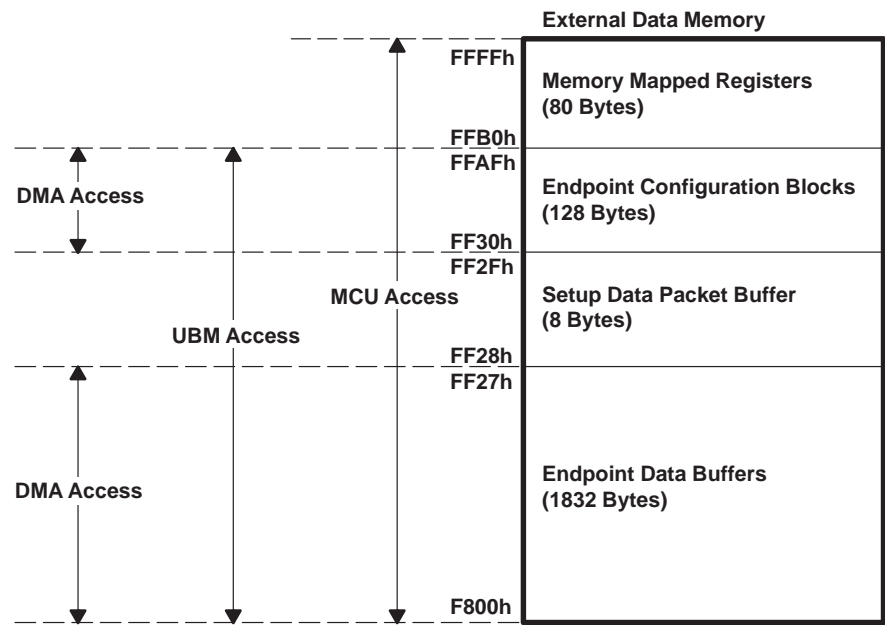 External Data Memory
FFFFh
Memory Mapped Registers
(80 Bytes)
FFB0h
FFAFh
DMA Access
Endpoint Configuration Blocks
(128 Bytes)
FF30h
FF2Fh
MCU Access
Setup Data Packet Buffer
(8 Bytes)
UBM Access
FF28h
FF27h
DMA Access
Endpoint Data Buffers
(1832 Bytes)
F800h